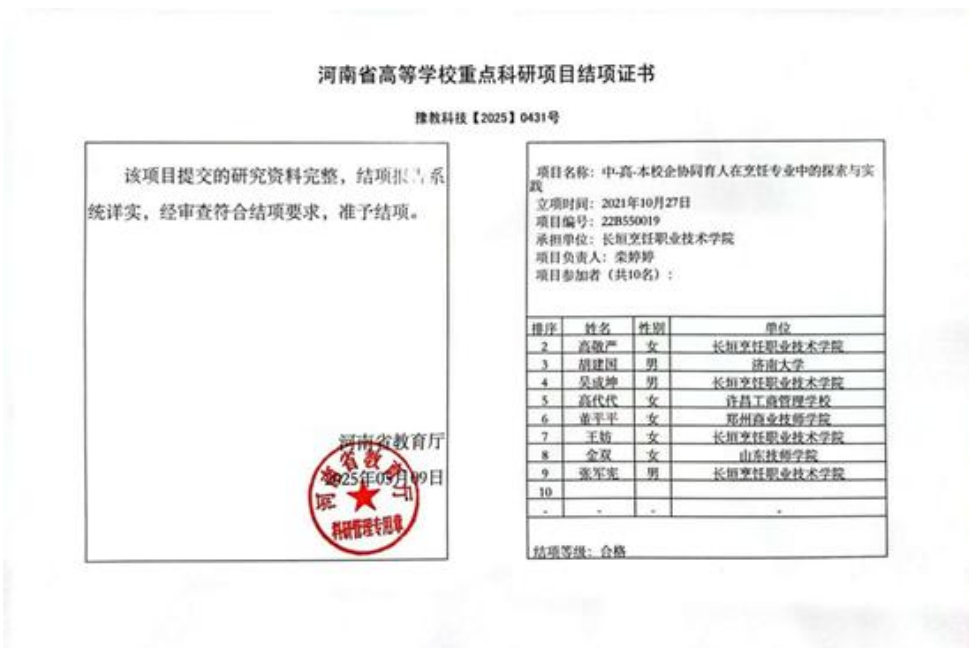 河南省高等学校重点科研项目结项证书
豫教科技【2025】0431号
该项目提交的研究资料完整，结项报告系
统详实，经审查符合结项要求，准予结项。
河南省教育厅
2025年05月09日
河南省教育厅
科研管理专用章
项目名称：中-高-本校企协同育人在烹饪专业中的探索与实
践
立项时间：2021年10月27日
项目编号：22B550019
承担单位：长垣烹饪职业技术学院
项目负责人：栾婷婷
项目参加者（共10名）：
排序 姓名 性别 单位
2 高敬严 女 长垣烹饪职业技术学院
3 胡建国 男 济南大学
4 吴成坤 男 长垣烹饪职业技术学院
5 高代代 女 许昌工商管理学校
6 董平平 女 郑州商业技师学院
7 王妨 女 长垣烹饪职业技术学院
8 金双 女 山东技师学院
9 张军宪 男 长垣烹饪职业技术学院
10
- - - -
结项等级：合格